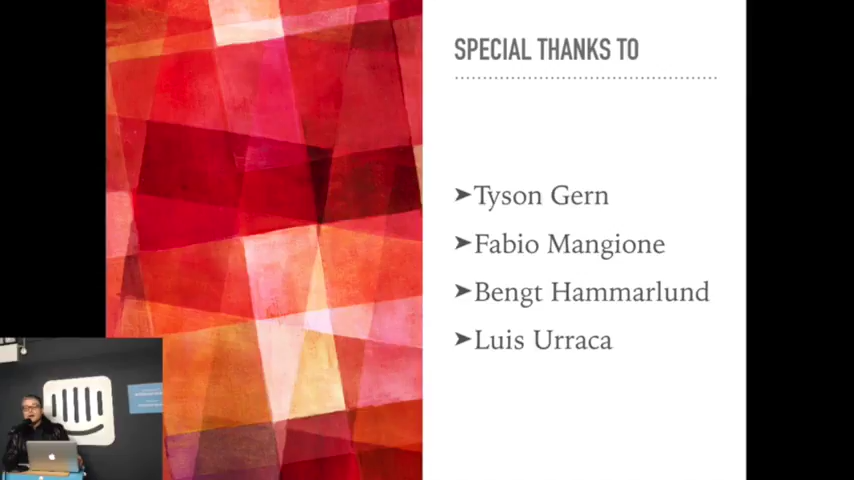 SPECIAL THANKS TO
➤Tyson Gern
➤Fabio Mangione
➤Bengt Hammarlund
➤Luis Urraca